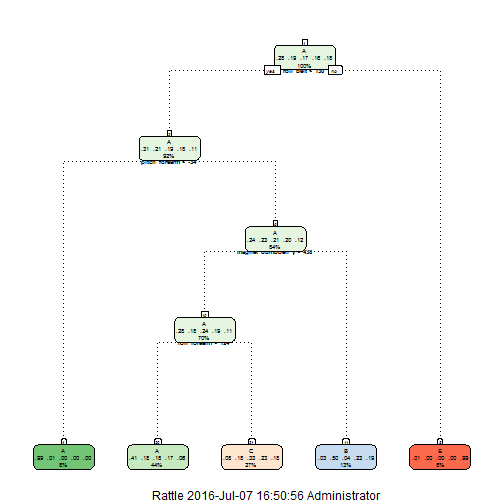 1
A
.28 .19 .17 .16 .18
100%
yes roll_belt < 130 no
2
A
.31 .21 .19 .18 .11
92%
pitch_forearm < -34
5
A
.24 .23 .21 .20 .12
84%
magnet_dumbbell_y < 439
10
A
.28 .18 .24 .19 .11
70%
roll_forearm < 124
4
A
.99 .01 .00 .00 .00
8%
20
A
.41 .18 .18 .17 .06
44%
21
C
.08 .18 .33 .23 .18
27%
11
B
.03 .50 .04 .23 .19
13%
3
E
.01 .00 .00 .00 .99
8%
Rattle 2016-Jul-07 16:50:56 Administrator